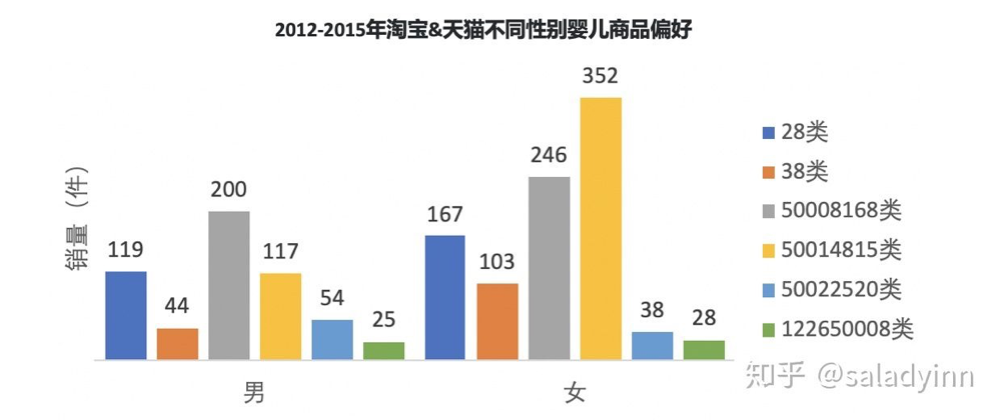 2012-2015年淘宝&天猫不同性别婴儿商品偏好
销量（件）
119
44
200
117
54
25
167
103
246
352
38
28
男
女
28类
38类
50008168类
50014815类
50022520类
122650008类
知乎 @saladyinn